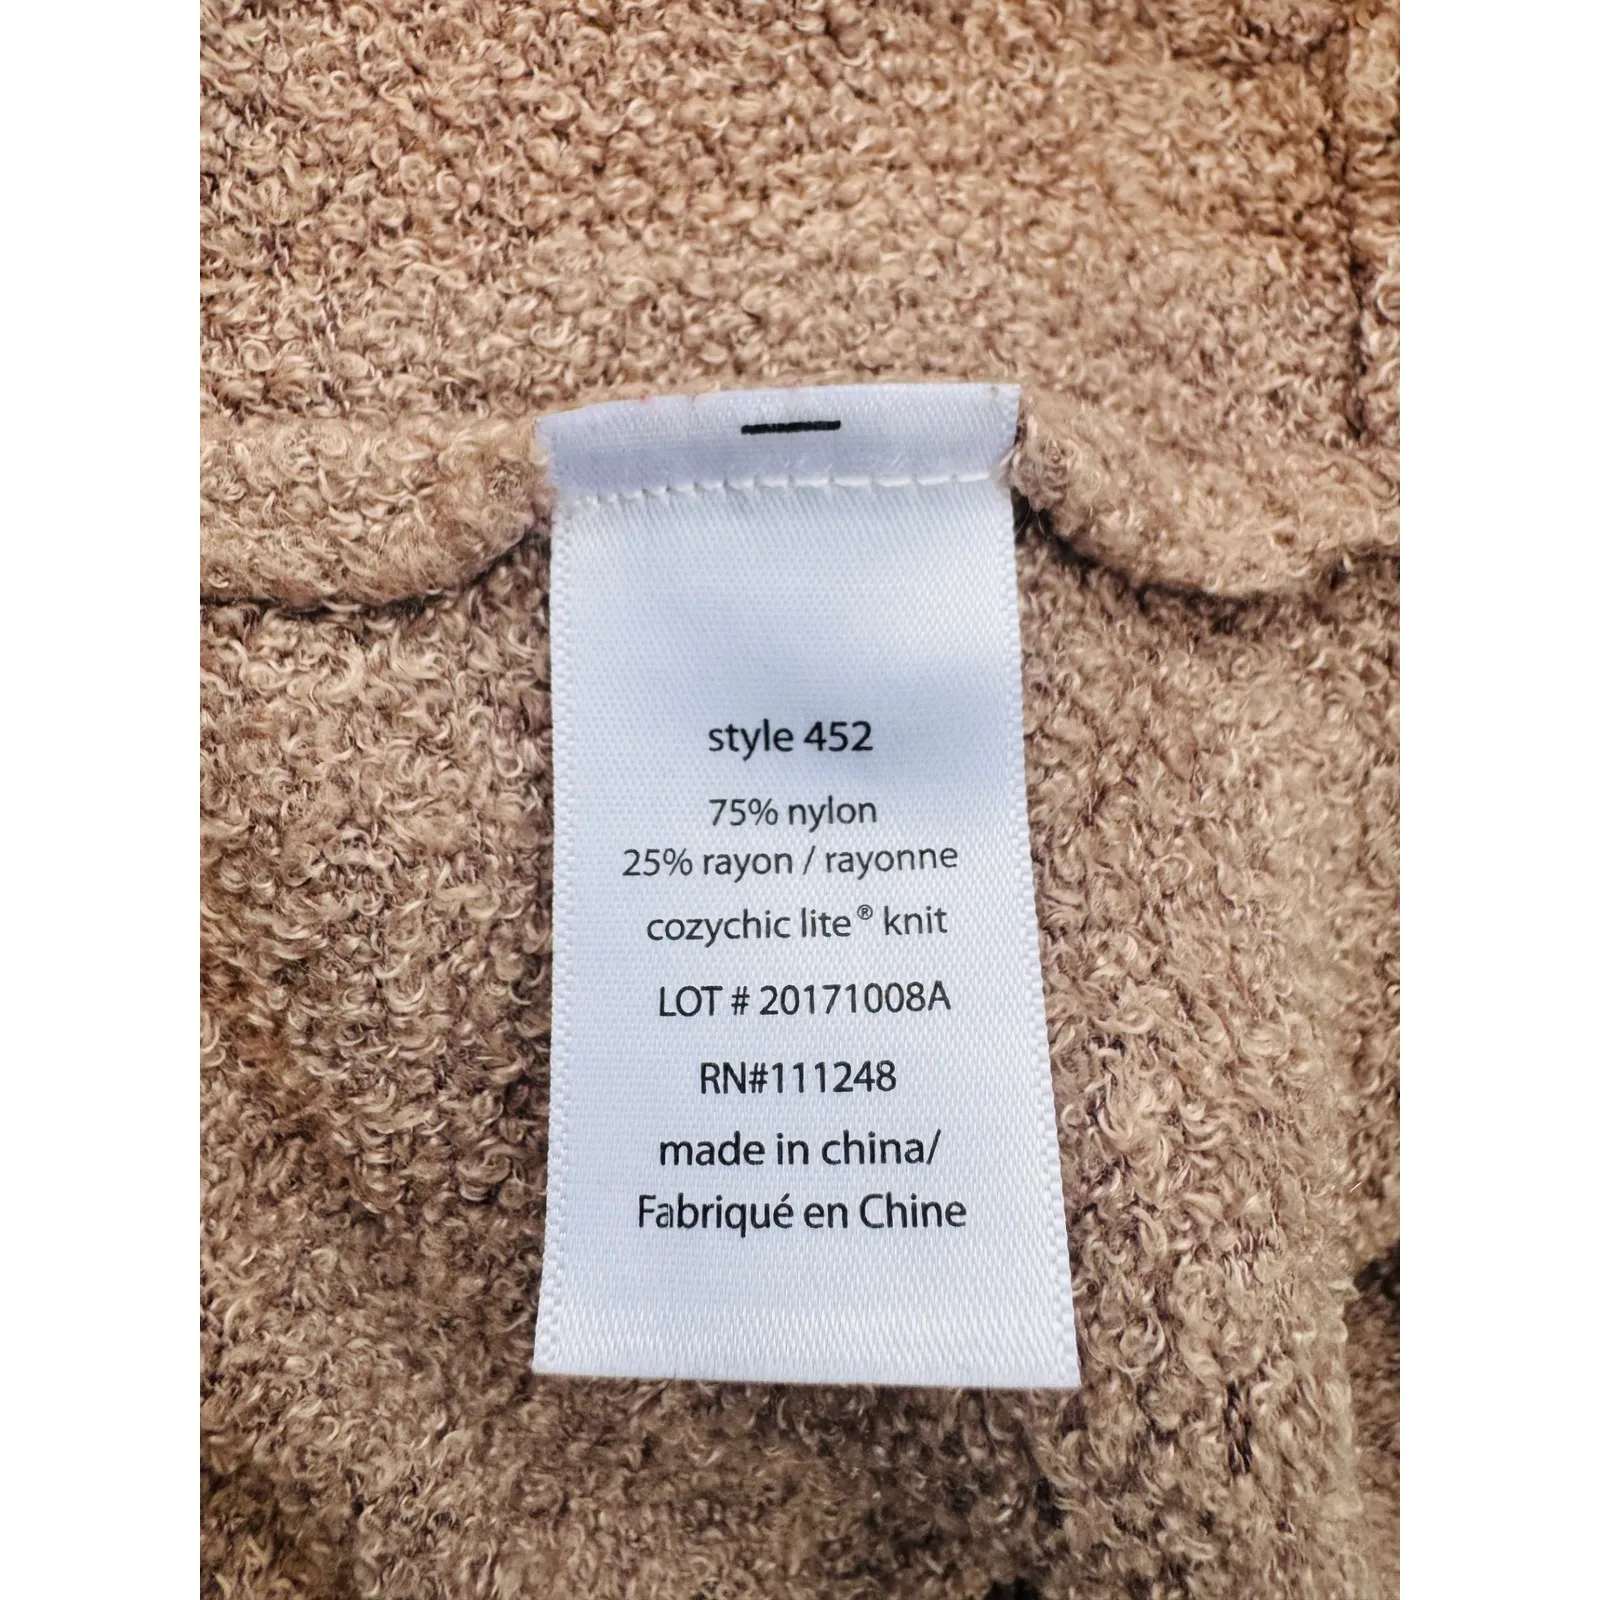 style 452
75% nylon
25% rayon / rayonne
cozychic lite® knit
LOT # 20171008A
RN#111248
made in china/
Fabriqué en Chine